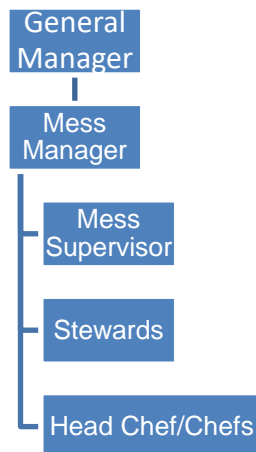 General
Manager
Mess
Manager
Mess
Supervisor
Stewards
Head Chef/Chefs